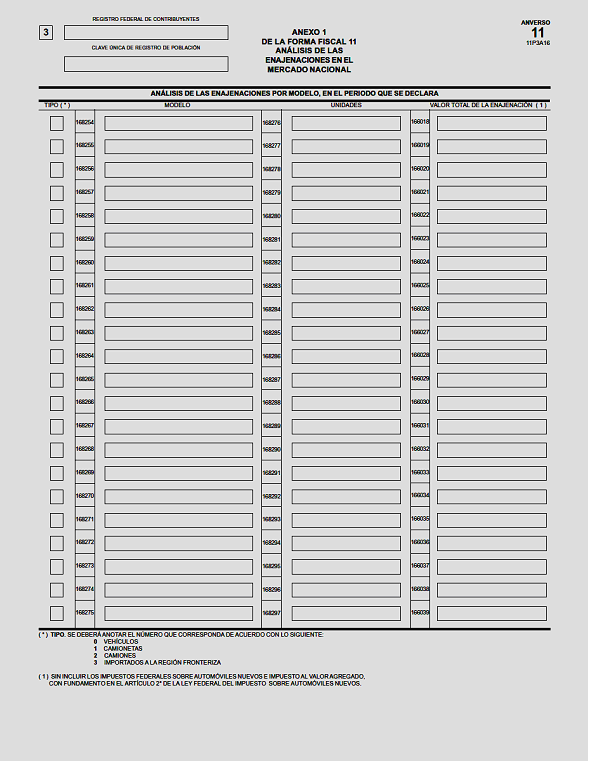 REGISTRO FEDERAL DE CONTRIBUYENTES
3
CLAVE ÚNICA DE REGISTRO DE POBLACIÓN
ANEXO 1
DE LA FORMA FISCAL 11
ANÁLISIS DE LAS
ENAJENACIONES EN EL
MERCADO NACIONAL
ANVERSO
11
11P3A16
ANÁLISIS DE LAS ENAJENACIONES POR MODELO, EN EL PERIODO QUE SE DECLARA
TIPO ( * ) MODELO UNIDADES VALOR TOTAL DE LA ENAJENACIÓN ( 1 )
168254 168276 166018
168255 168277 166019
168256 168278 166020
168257 168279 166021
168258 168280 166022
168259 168281 166023
168260 168282 166024
168261 168283 166025
168262 168284 166026
168263 168285 166027
168264 168286 166028
168265 168287 166029
168266 168288 166030
168267 168289 166031
168268 168290 166032
168269 168291 166033
168270 168292 166034
168271 168293 166035
168272 168294 166036
168273 168295 166037
168274 168296 166038
168275 168297 166039
( * ) TIPO. SE DEBERÁ ANOTAR EL NÚMERO QUE CORRESPONDA DE ACUERDO CON LO SIGUIENTE:
0 VEHÍCULOS
1 CAMIONETAS
2 CAMIONES
3 IMPORTADOS A LA REGIÓN FRONTERIZA
( 1 ) SIN INCLUIR LOS IMPUESTOS FEDERALES SOBRE AUTOMÓVILES NUEVOS E IMPUESTO AL VALOR AGREGADO,
CON FUNDAMENTO EN EL ARTÍCULO 2° DE LA LEY FEDERAL DEL IMPUESTO SOBRE AUTOMÓVILES NUEVOS.